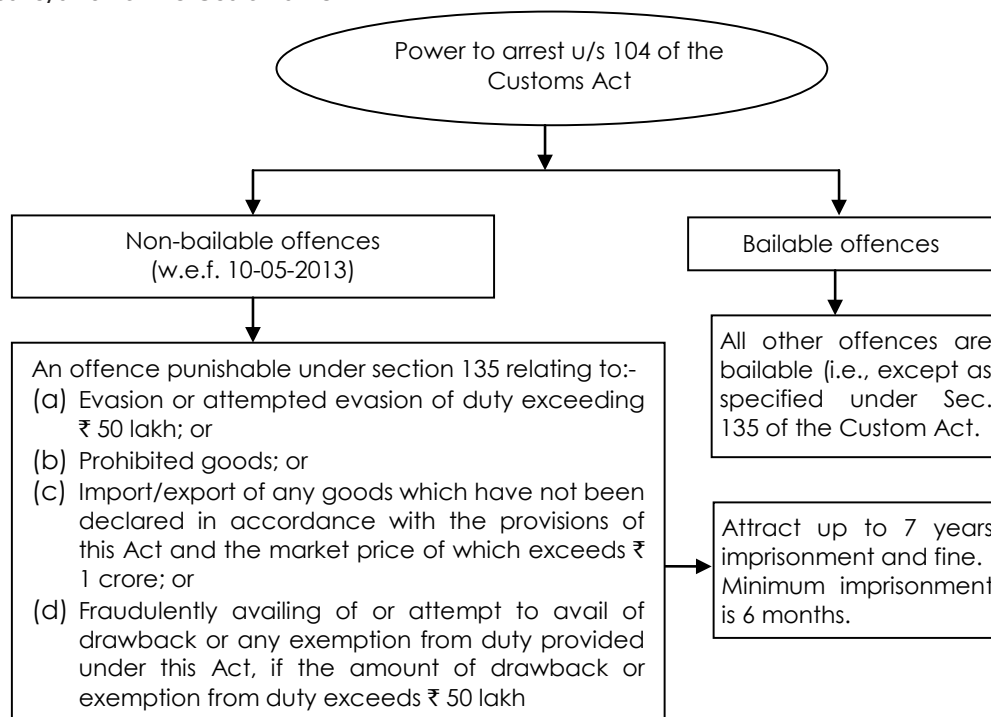 Power to arrest u/s 104 of the
Customs Act
Non-bailable offences
(w.e.f. 10-05-2013)
Bailable offences
An offence punishable under section 135 relating to:-
(a) Evasion or attempted evasion of duty exceeding
₹ 50 lakh; or
(b) Prohibited goods; or
(c) Import/export of any goods which have not been
declared in accordance with the provisions of
this Act and the market price of which exceeds ₹
1 crore; or
(d) Fraudulently availing of or attempt to avail of
drawback or any exemption from duty provided
under this Act, if the amount of drawback or
exemption from duty exceeds ₹ 50 lakh
All other offences are
bailable (i.e., except as
specified under Sec.
135 of the Custom Act.
Attract up to 7 years
imprisonment and fine.
Minimum imprisonment
is 6 months.